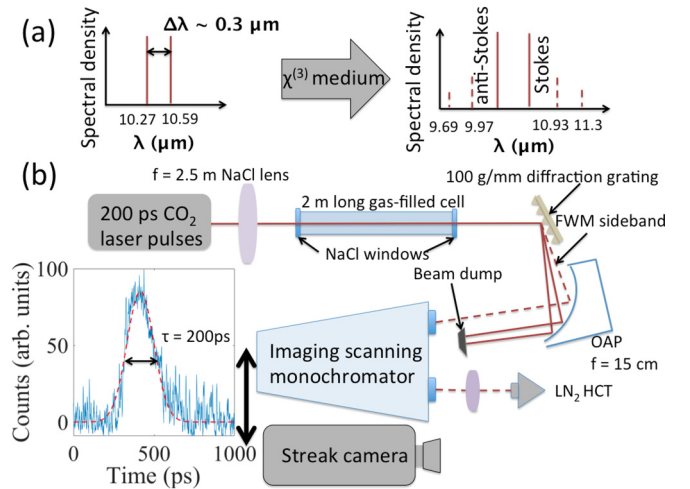 (a)
Δλ ~ 0.3 μm
Spectral density
10.27 10.59
λ (μm)
χ(3) medium
Spectral density
anti-Stokes
Stokes
9.69 9.97 10.93 11.3
λ (μm)
(b)
f = 2.5 m NaCl lens
200 ps CO2
laser pulses
2 m long gas-filled cell
NaCl windows
100 g/mm diffraction grating
FWM sideband
Beam dump
OAP
f = 15 cm
Imaging scanning
monochromator
LN2 HCT
Streak camera
Counts (arb. units)
100
50
0
τ = 200ps
0 500 1000
Time (ps)